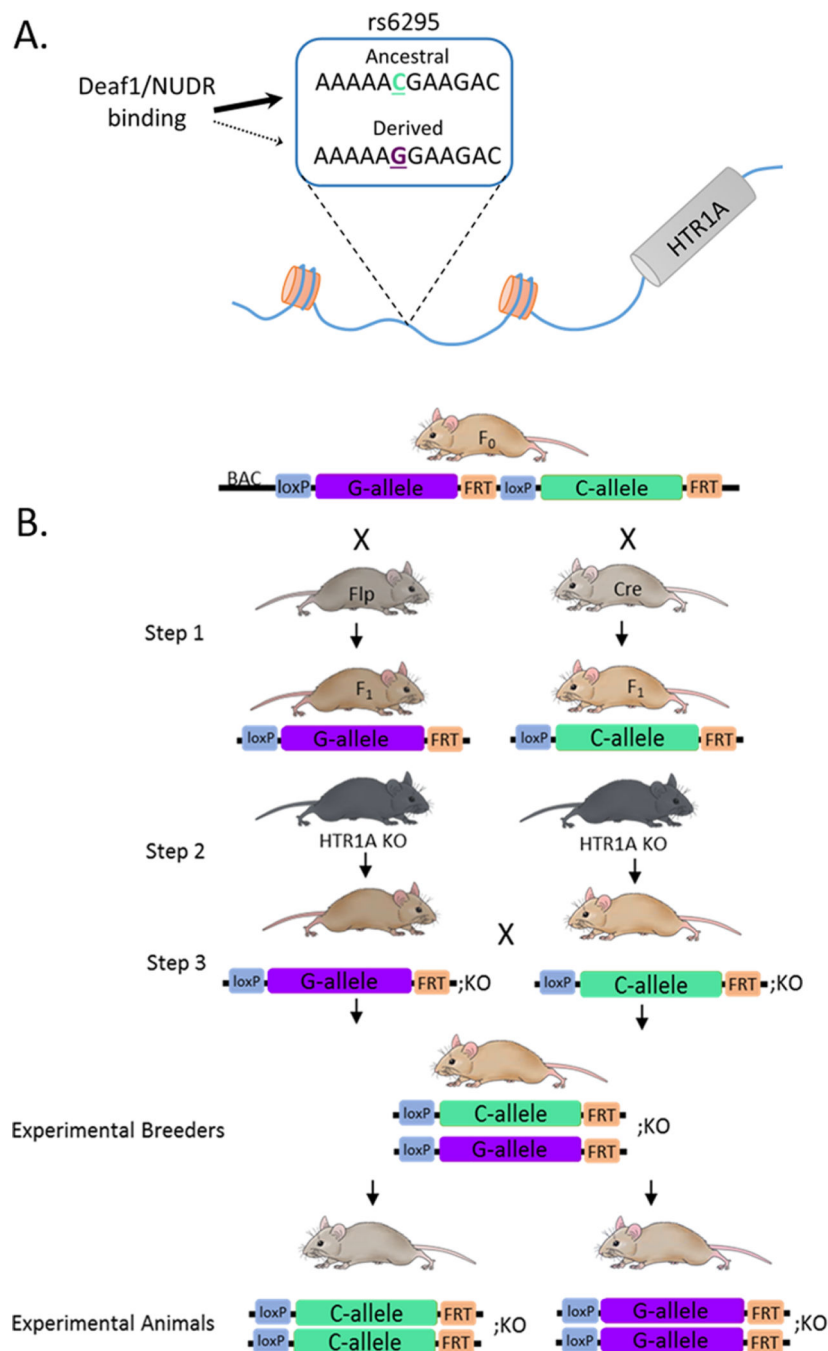 A.
rs6295
Ancestral
AAAAACGAAGAC
Deaf1/NUDR
binding
Derived
AAAAAGGAAGAC
HTR1A
F0
BAC loxP G-allele FRT loxP C-allele FRT
B.
X X
Flp Cre
Step 1
F1 F1
loxP G-allele FRT loxP C-allele FRT
HTR1A KO HTR1A KO
Step 2
X
Step 3
loxP G-allele FRT ;KO loxP C-allele FRT ;KO
loxP C-allele FRT
Experimental Breeders ;KO
loxP G-allele FRT
loxP C-allele FRT loxP G-allele FRT
Experimental Animals ;KO ;KO
loxP C-allele FRT loxP G-allele FRT